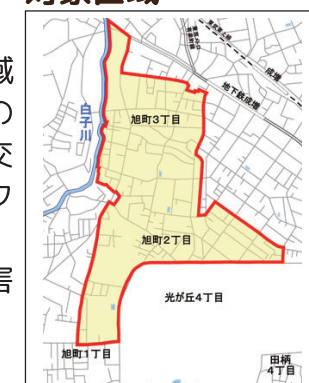 対象区域
域
の
交
ワ
害
白子川
成増
地下鉄成増
旭町3丁目
旭町2丁目
光が丘4丁目
旭町1丁目
田柄
4丁目